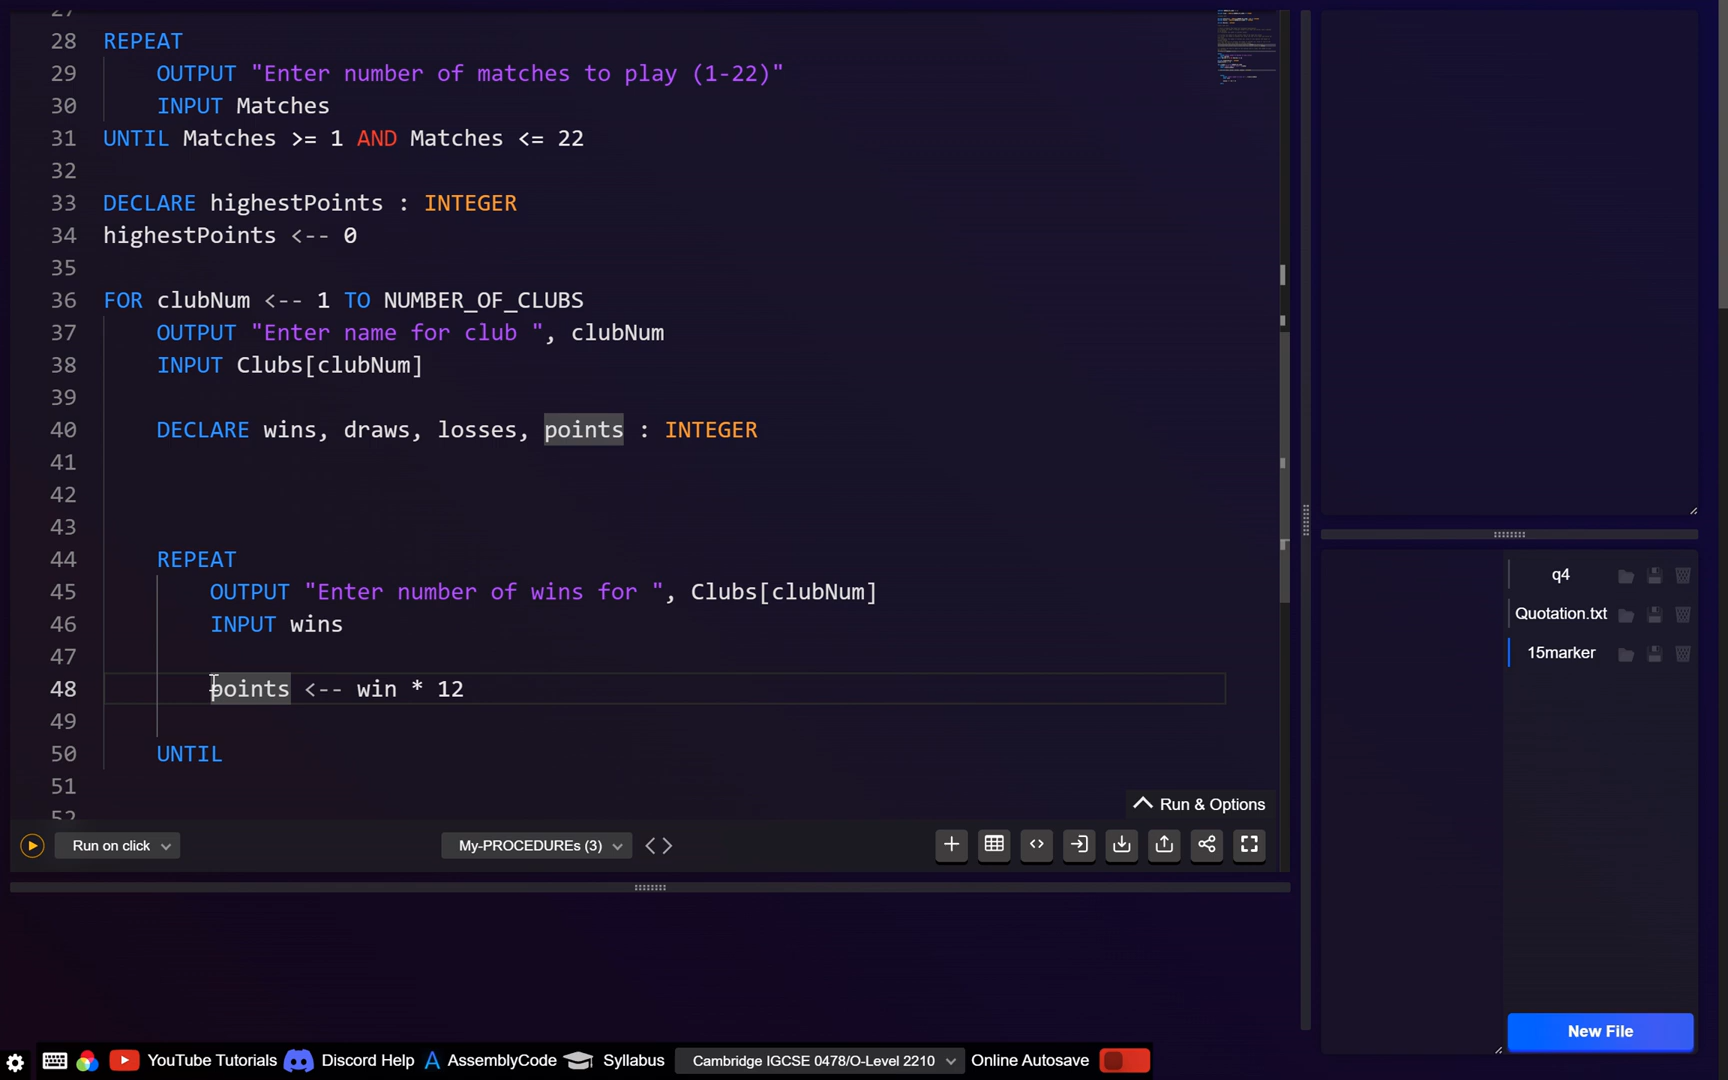 27
28 REPEAT
29 OUTPUT "Enter number of matches to play (1-22)"
30 INPUT Matches
31 UNTIL Matches >= 1 AND Matches <= 22
32
33 DECLARE highestPoints : INTEGER
34 highestPoints <-- 0
35
36 FOR clubNum <-- 1 TO NUMBER_OF_CLUBS
37 OUTPUT "Enter name for club ", clubNum
38 INPUT Clubs[clubNum]
39
40 DECLARE wins, draws, losses, points : INTEGER
41
42
43
44 REPEAT
45 OUTPUT "Enter number of wins for ", Clubs[clubNum]
46 INPUT wins
47
48 points <-- win * 12
49
50 UNTIL
51
52
Run & Options
Run on click
My-PROCEDUREs (3)
q4
Quotation.txt
15marker
New File
YouTube Tutorials Discord Help AssemblyCode Syllabus Cambridge IGCSE 0478/O-Level 2210 Online Autosave